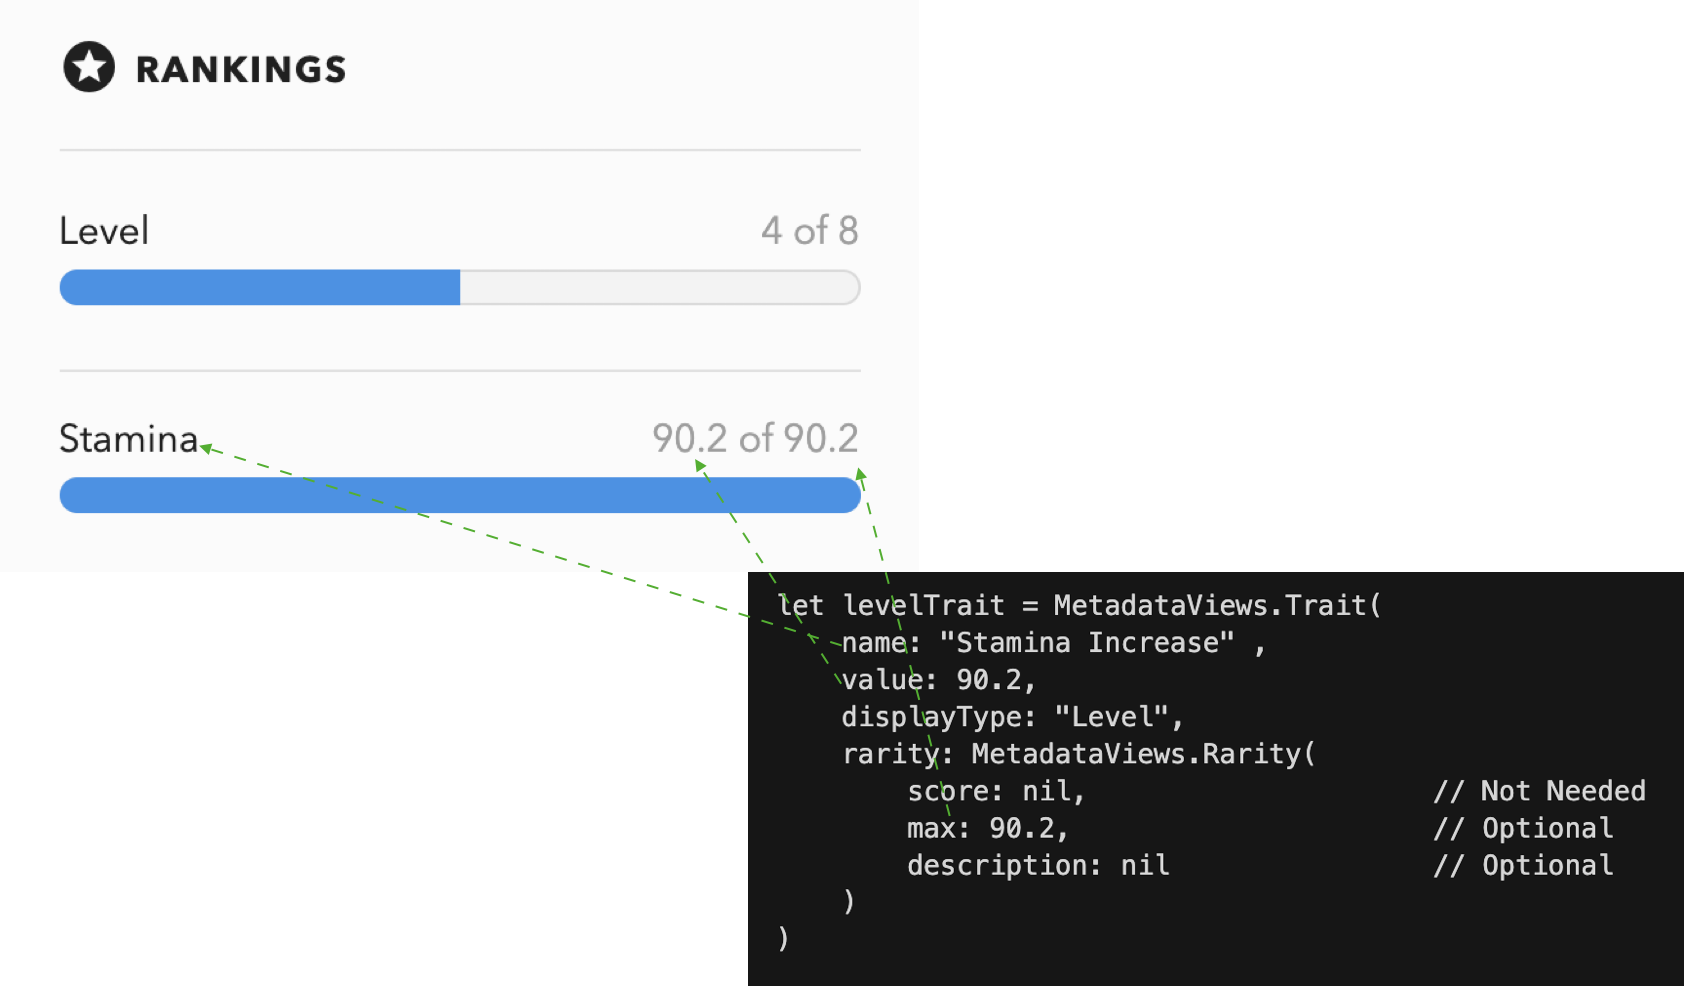 RANKINGS
Level 4 of 8
Stamina 90.2 of 90.2
let levelTrait = MetadataViews.Trait(
    name: "Stamina Increase" ,
    value: 90.2,
    displayType: "Level",
    rarity: MetadataViews.Rarity(
        score: nil,                      // Not Needed
        max: 90.2,                       // Optional
        description: nil                 // Optional
    )
)